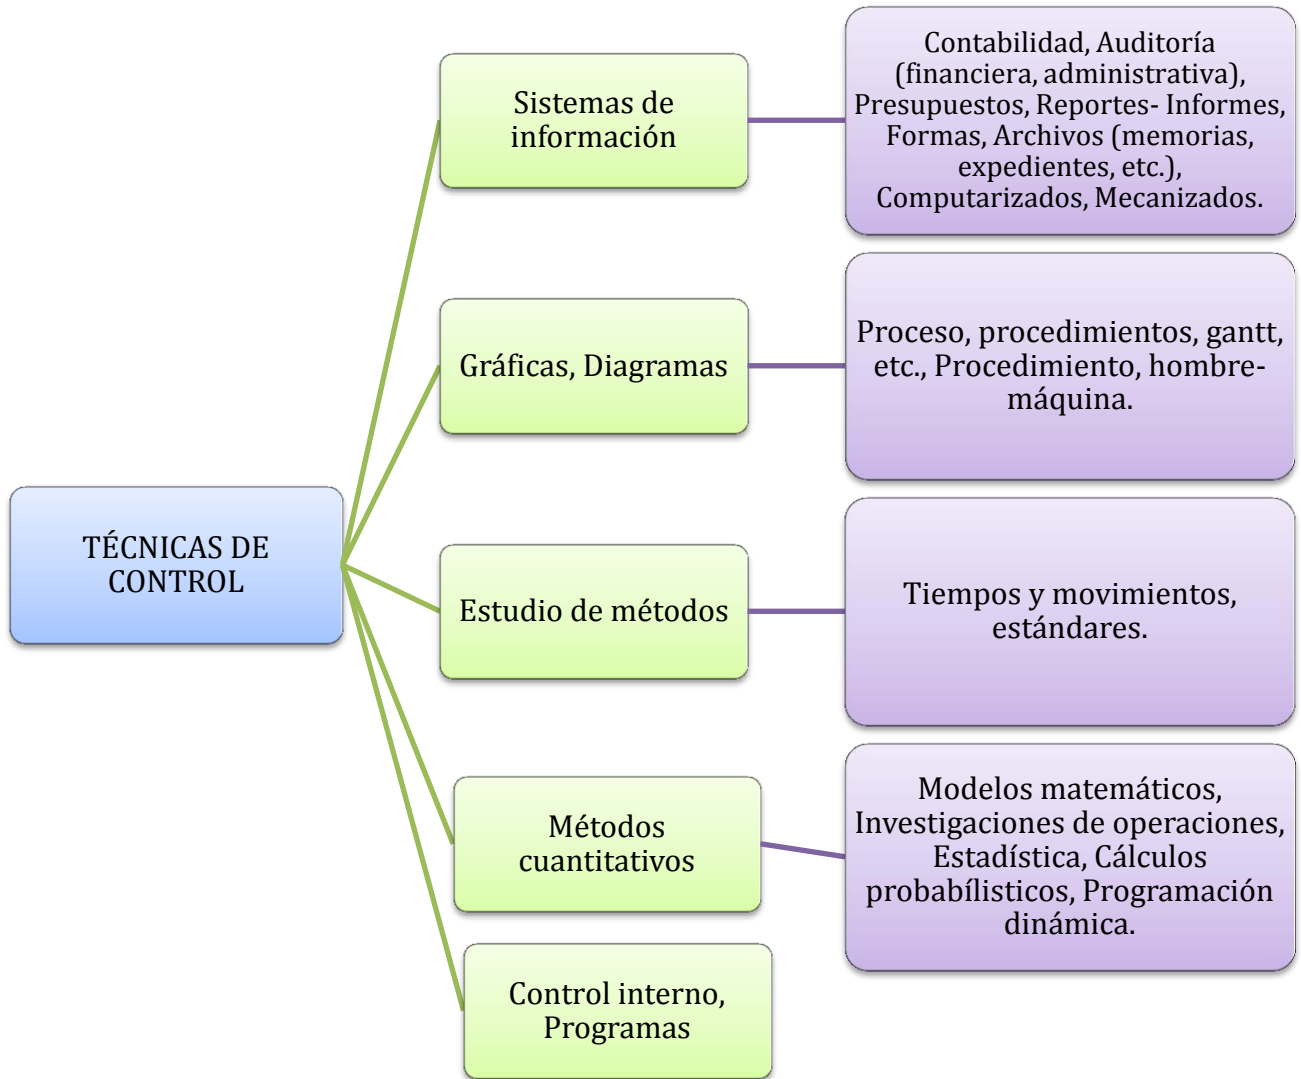 TÉCNICAS DE
CONTROL
Sistemas de
información
Contabilidad, Auditoría
(financiera, administrativa),
Presupuestos, Reportes- Informes,
Formas, Archivos (memorias,
expedientes, etc.),
Computarizados, Mecanizados.
Gráficas, Diagramas
Proceso, procedimientos, gantt,
etc., Procedimiento, hombre-
máquina.
Estudio de métodos
Tiempos y movimientos,
estándares.
Métodos
cuantitativos
Modelos matemáticos,
Investigaciones de operaciones,
Estadística, Cálculos
probabílisticos, Programación
dinámica.
Control interno,
Programas